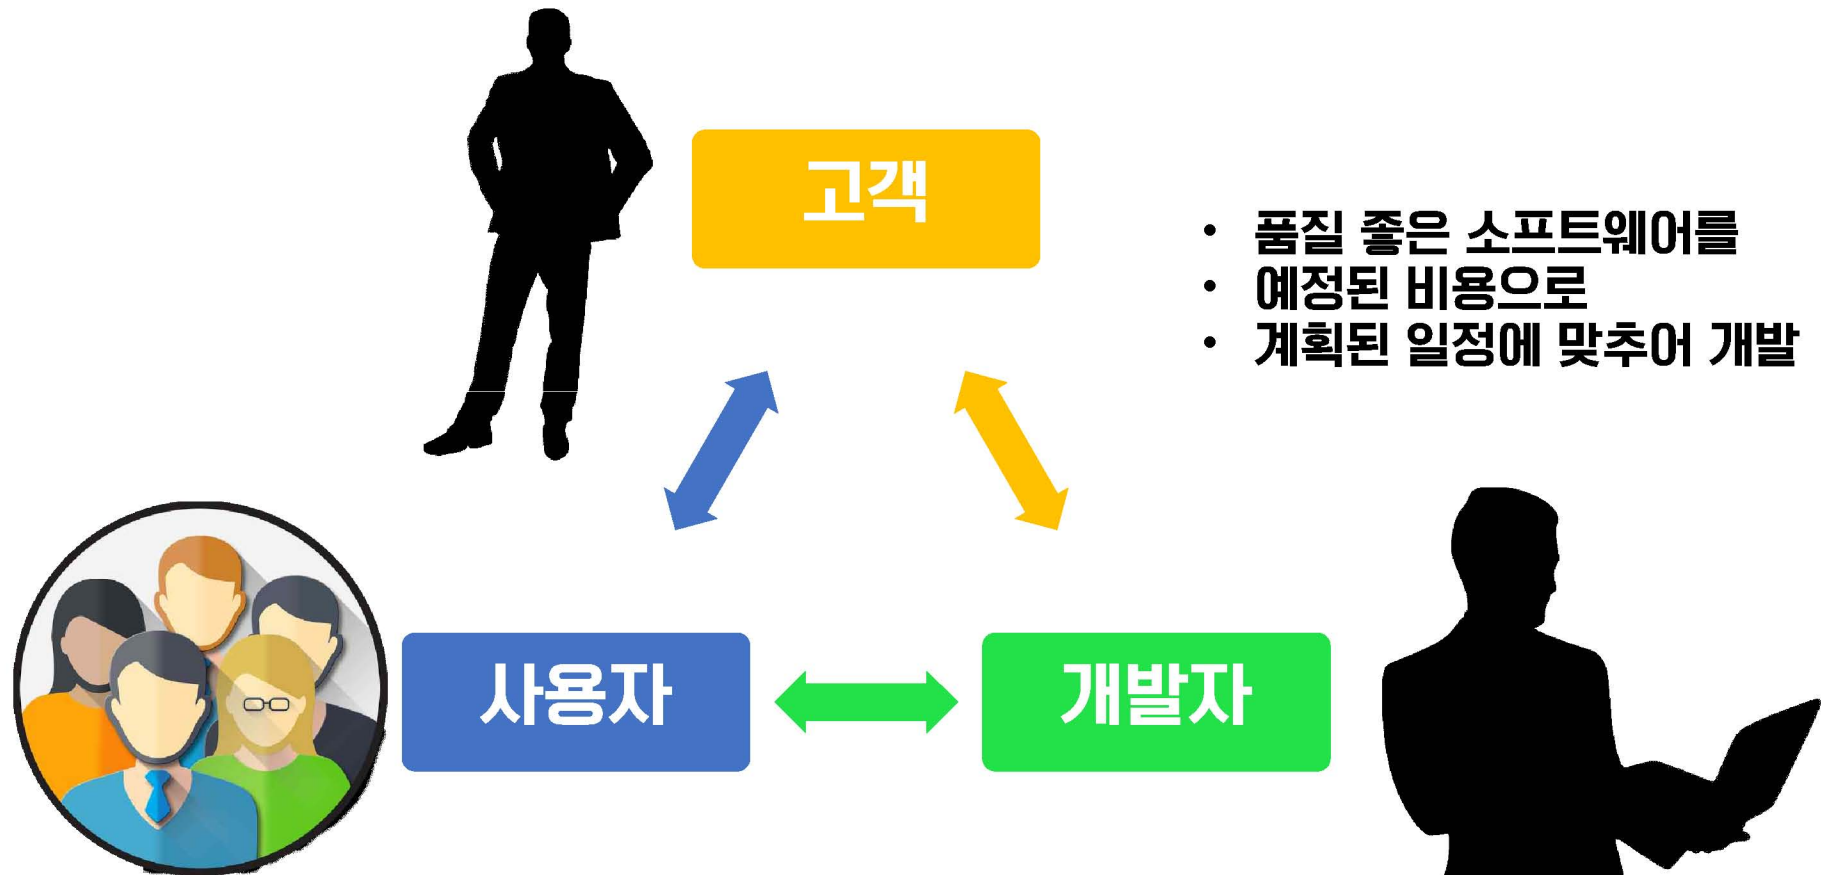 고객
• 품질 좋은 소프트웨어를
• 예정된 비용으로
• 계획된 일정에 맞추어 개발
사용자
개발자